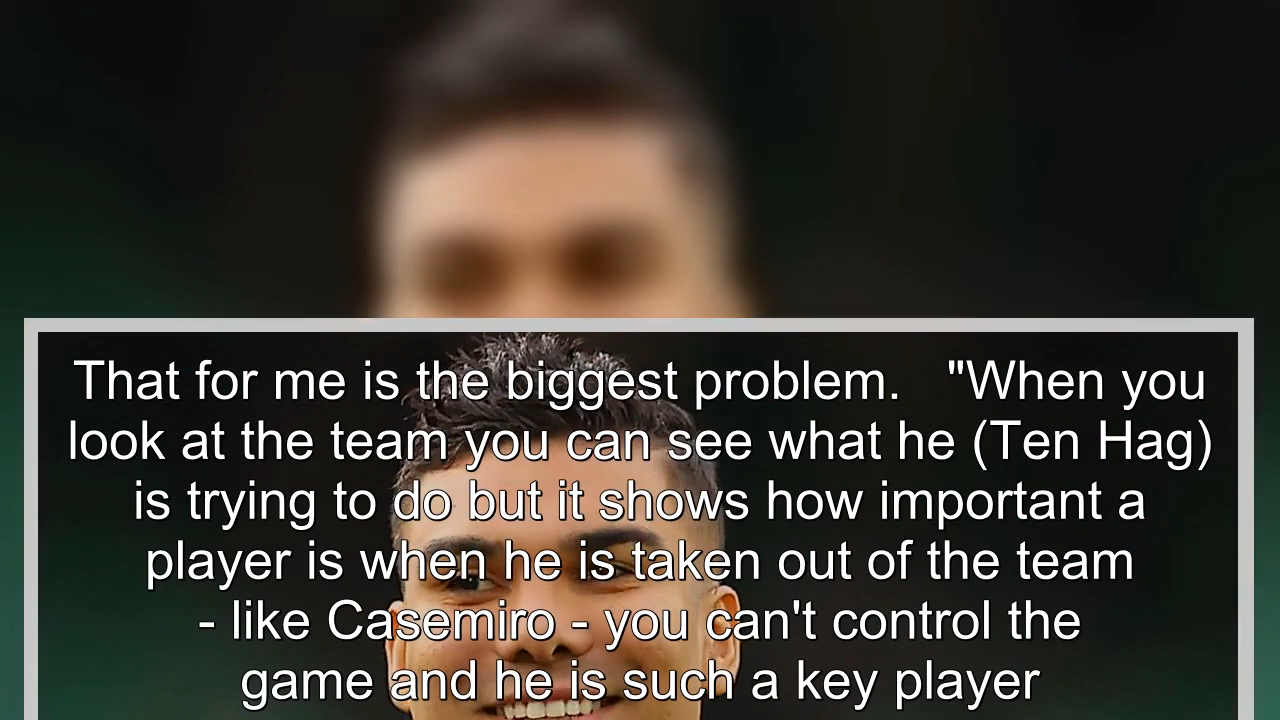 That for me is the biggest problem.   "When you
look at the team you can see what he (Ten Hag)
is trying to do but it shows how important a
player is when he is taken out of the team
- like Casemiro - you can't control the
game and he is such a key player